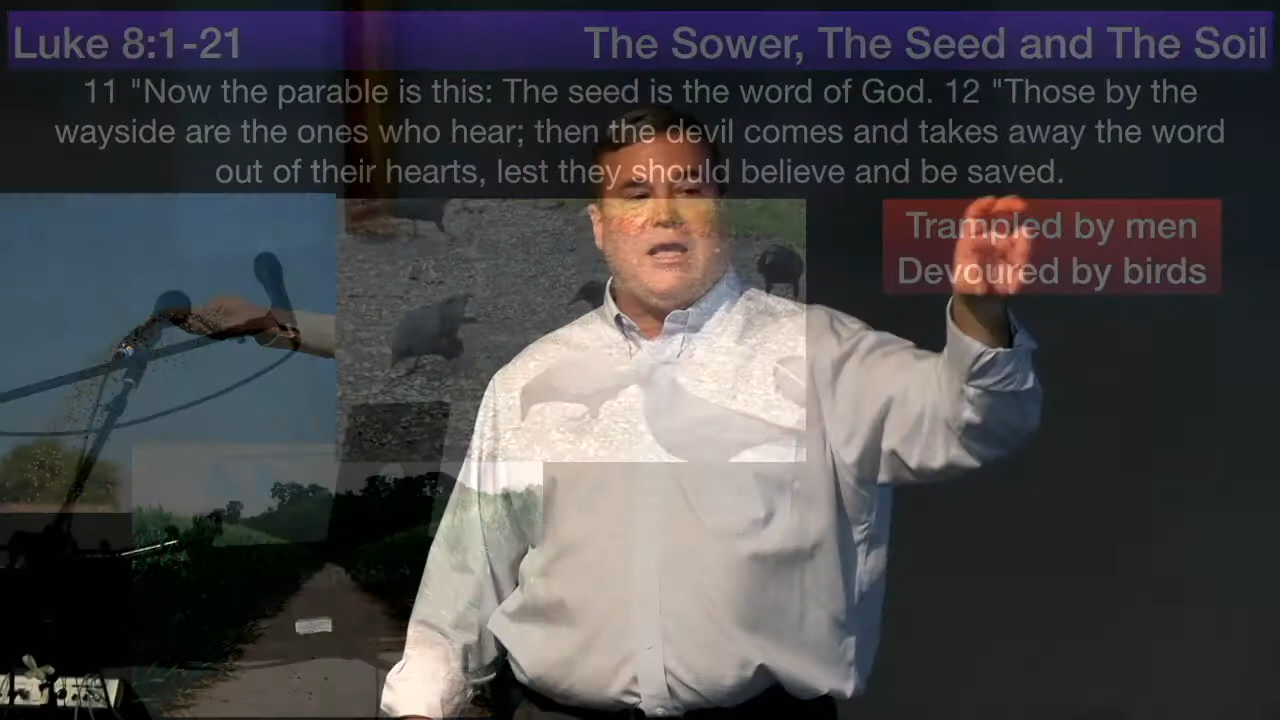 Luke 8:1-21
The Sower, The Seed and The Soil
11 "Now the parable is this: The seed is the word of God. 12 "Those by the
wayside are the ones who hear; then the devil comes and takes away the word
out of their hearts, lest they should believe and be saved.
Trampled by men
Devoured by birds